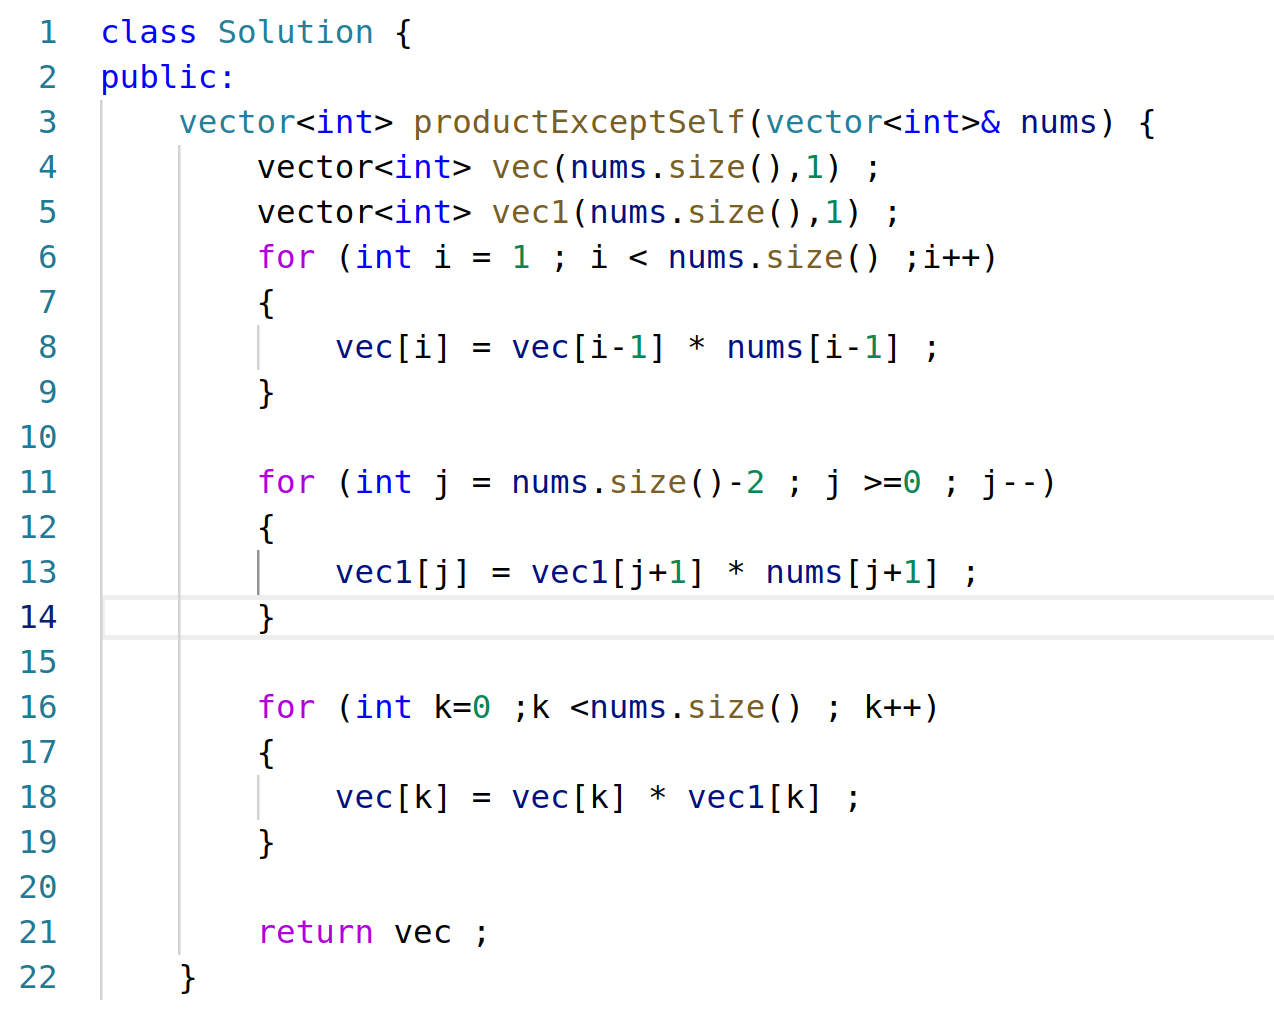 1 class Solution {
2 public:
3     vector<int> productExceptSelf(vector<int>& nums) {
4         vector<int> vec(nums.size(),1) ;
5         vector<int> vec1(nums.size(),1) ;
6         for (int i = 1 ; i < nums.size() ;i++)
7         {
8             vec[i] = vec[i-1] * nums[i-1] ;
9         }
10
11         for (int j = nums.size()-2 ; j >=0 ; j--)
12         {
13             vec1[j] = vec1[j+1] * nums[j+1] ;
14         }
15
16         for (int k=0 ;k <nums.size() ; k++)
17         {
18             vec[k] = vec[k] * vec1[k] ;
19         }
20
21         return vec ;
22     }